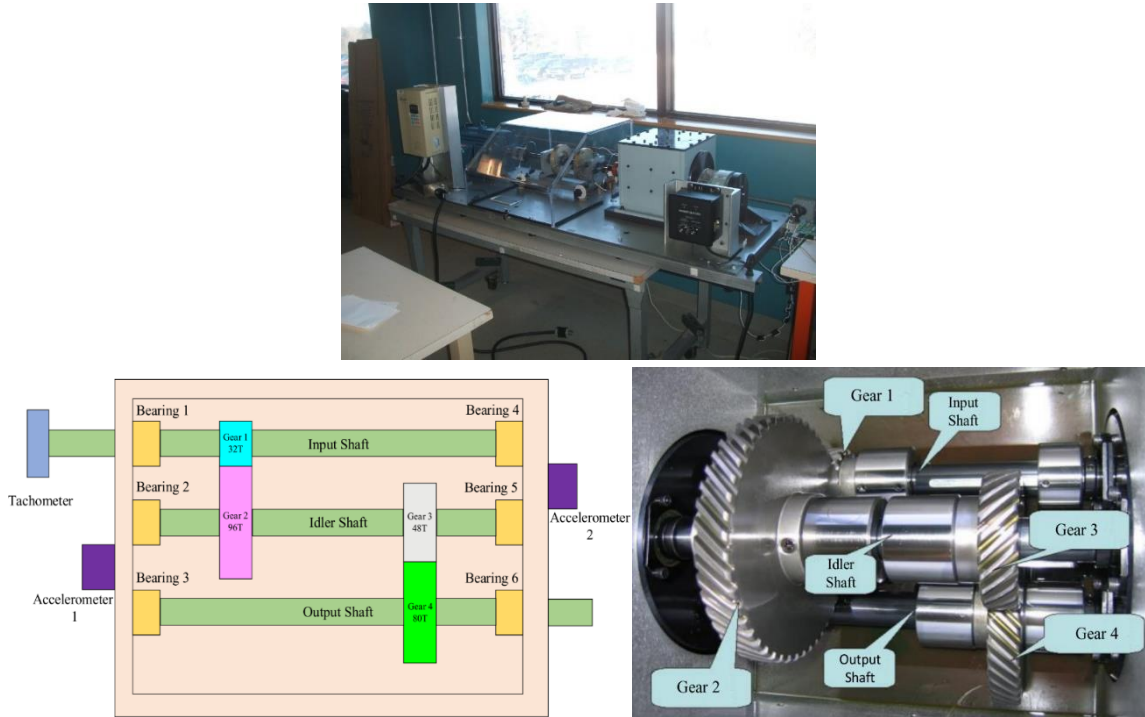 Bearing 1
Bearing 4
Gear 1
32T
Input Shaft
Tachometer
Bearing 2
Bearing 5
Gear 2
96T
Idler Shaft
Gear 3
48T
Accelerometer
2
Bearing 3
Bearing 6
Accelerometer
1
Output Shaft
Gear 4
80T
Gear 1
Input
Shaft
Gear 3
Idler
Shaft
Gear 4
Output
Shaft
Gear 2